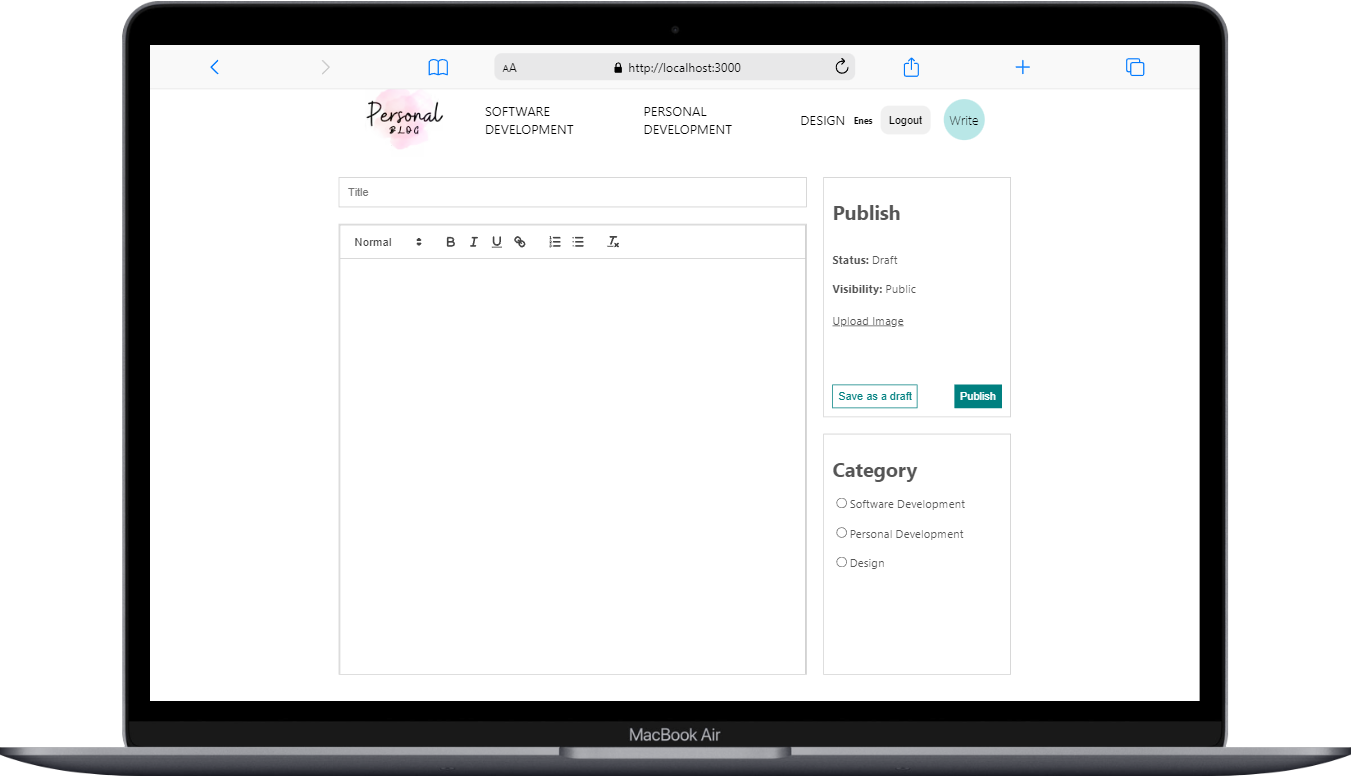 AA
http://localhost:3000
Personal
BLOG
SOFTWARE
DEVELOPMENT
PERSONAL
DEVELOPMENT
DESIGN
Enes
Logout
Write
Title
Normal
B I U
Publish
Status: Draft
Visibility: Public
Upload Image
Save as a draft
Publish
Category
Software Development
Personal Development
Design
MacBook Air